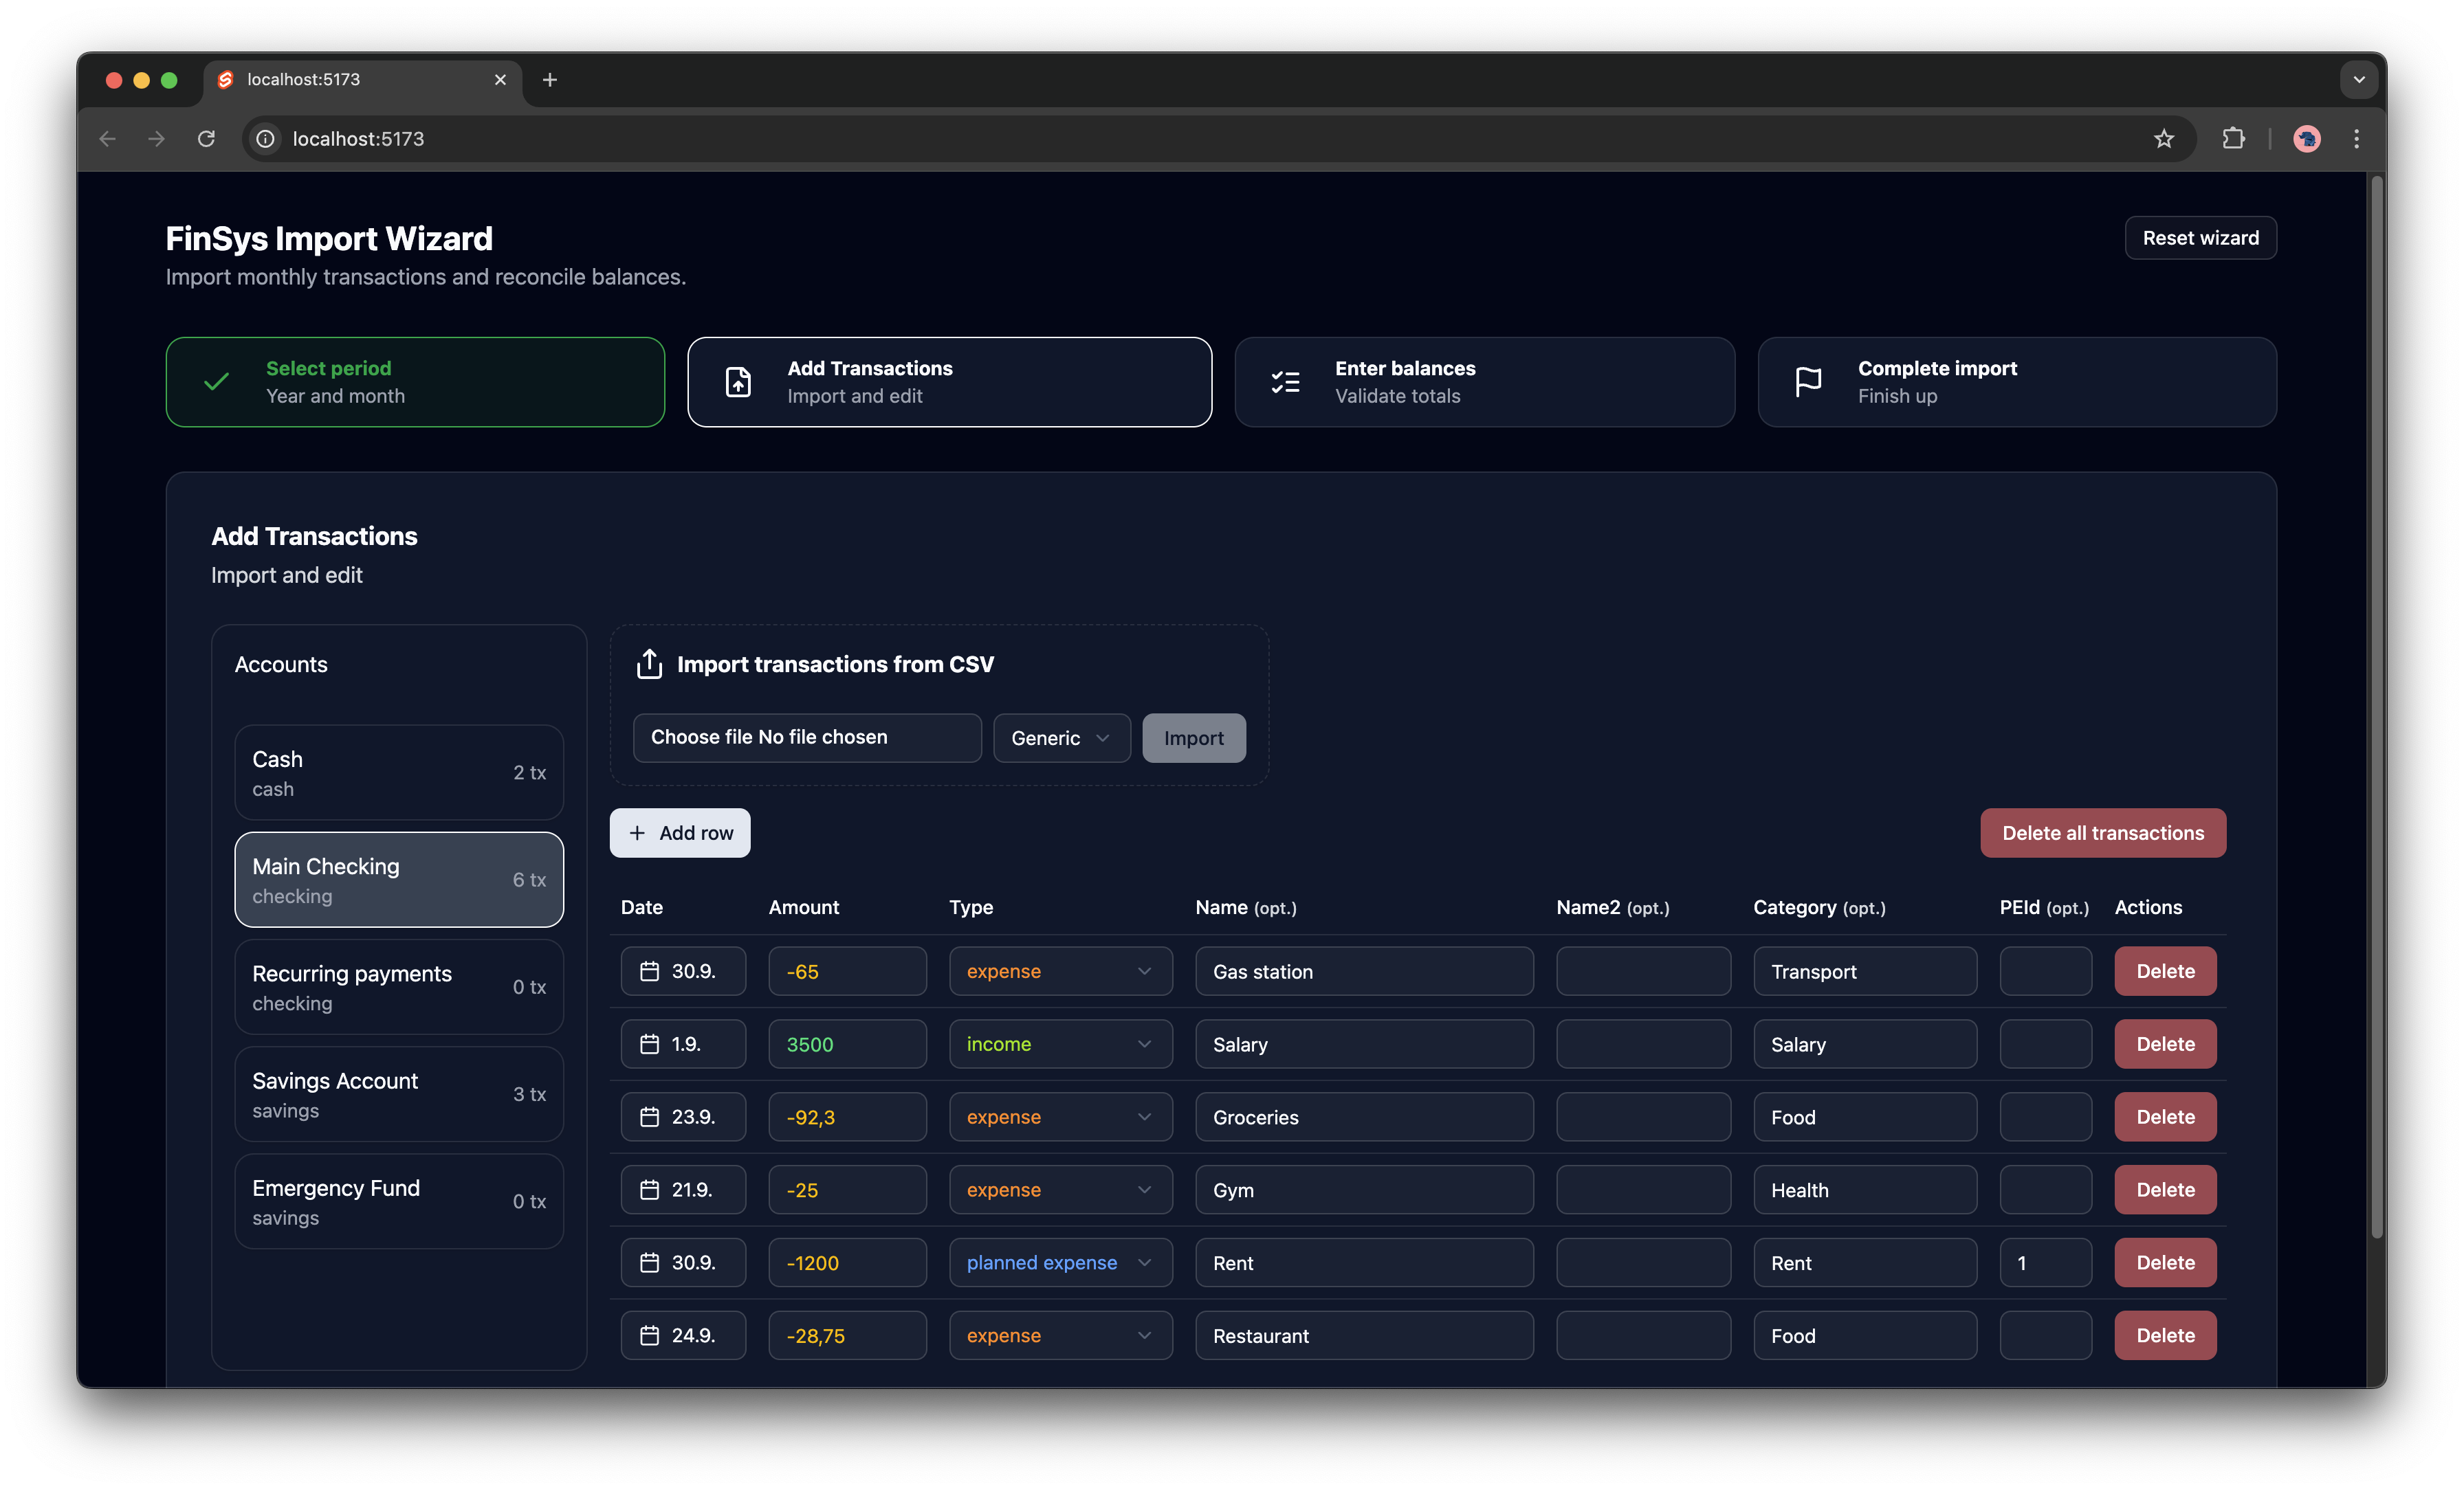 localhost:5173
localhost:5173
FinSys Import Wizard
Import monthly transactions and reconcile balances.
Reset wizard
Select period
Year and month
Add Transactions
Import and edit
Enter balances
Validate totals
Complete import
Finish up
Add Transactions
Import and edit
Accounts
Cash
cash
2 tx
Main Checking
checking
6 tx
Recurring payments
checking
0 tx
Savings Account
savings
3 tx
Emergency Fund
savings
0 tx
Import transactions from CSV
Choose file No file chosen
Generic
Import
Add row
Delete all transactions
Date Amount Type Name (opt.) Name2 (opt.) Category (opt.) PEId (opt.) Actions
30.9. -65 expense Gas station Transport Delete
1.9. 3500 income Salary Salary Delete
23.9. -92,3 expense Groceries Food Delete
21.9. -25 expense Gym Health Delete
30.9. -1200 planned expense Rent Rent 1 Delete
24.9. -28,75 expense Restaurant Food Delete